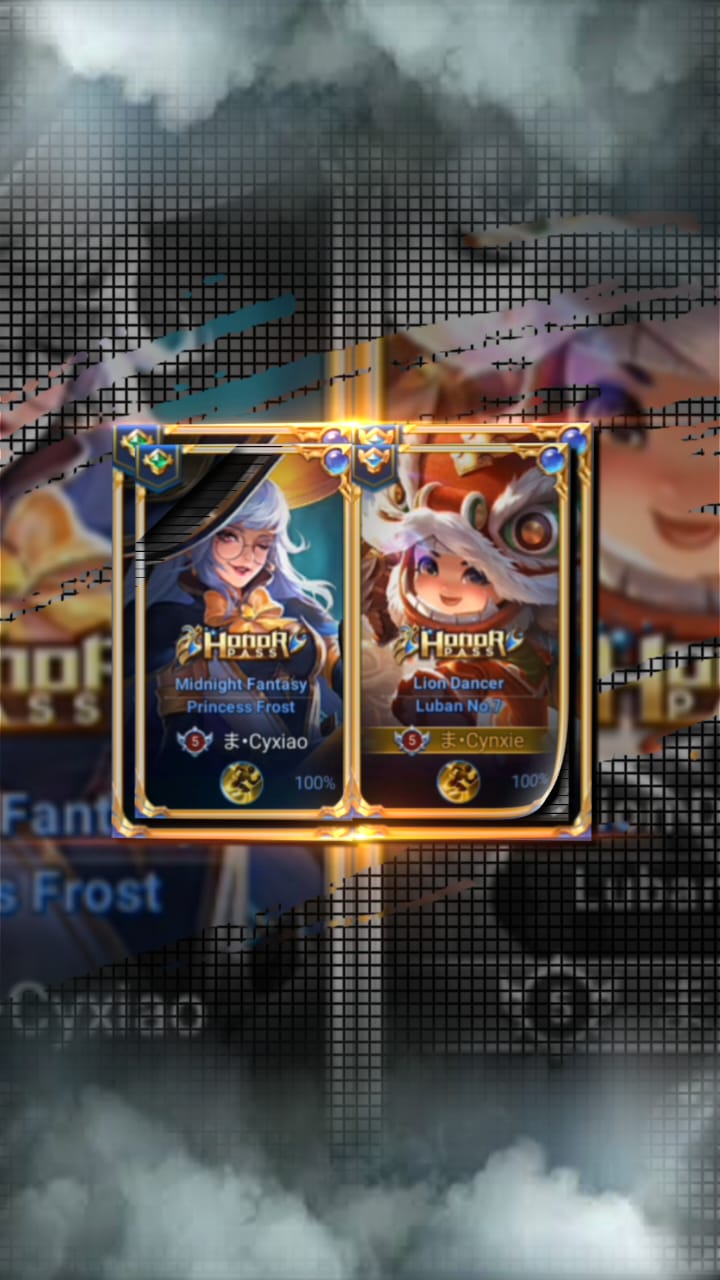 HONOR
PASS
Midnight Fantasy
Princess Frost
5
ま•Cyxiao
100%
HONOR
PASS
Lion Dancer
Luban No.7
5
ま•Cynxie
100%
Fant
s Frost
Cyxiao